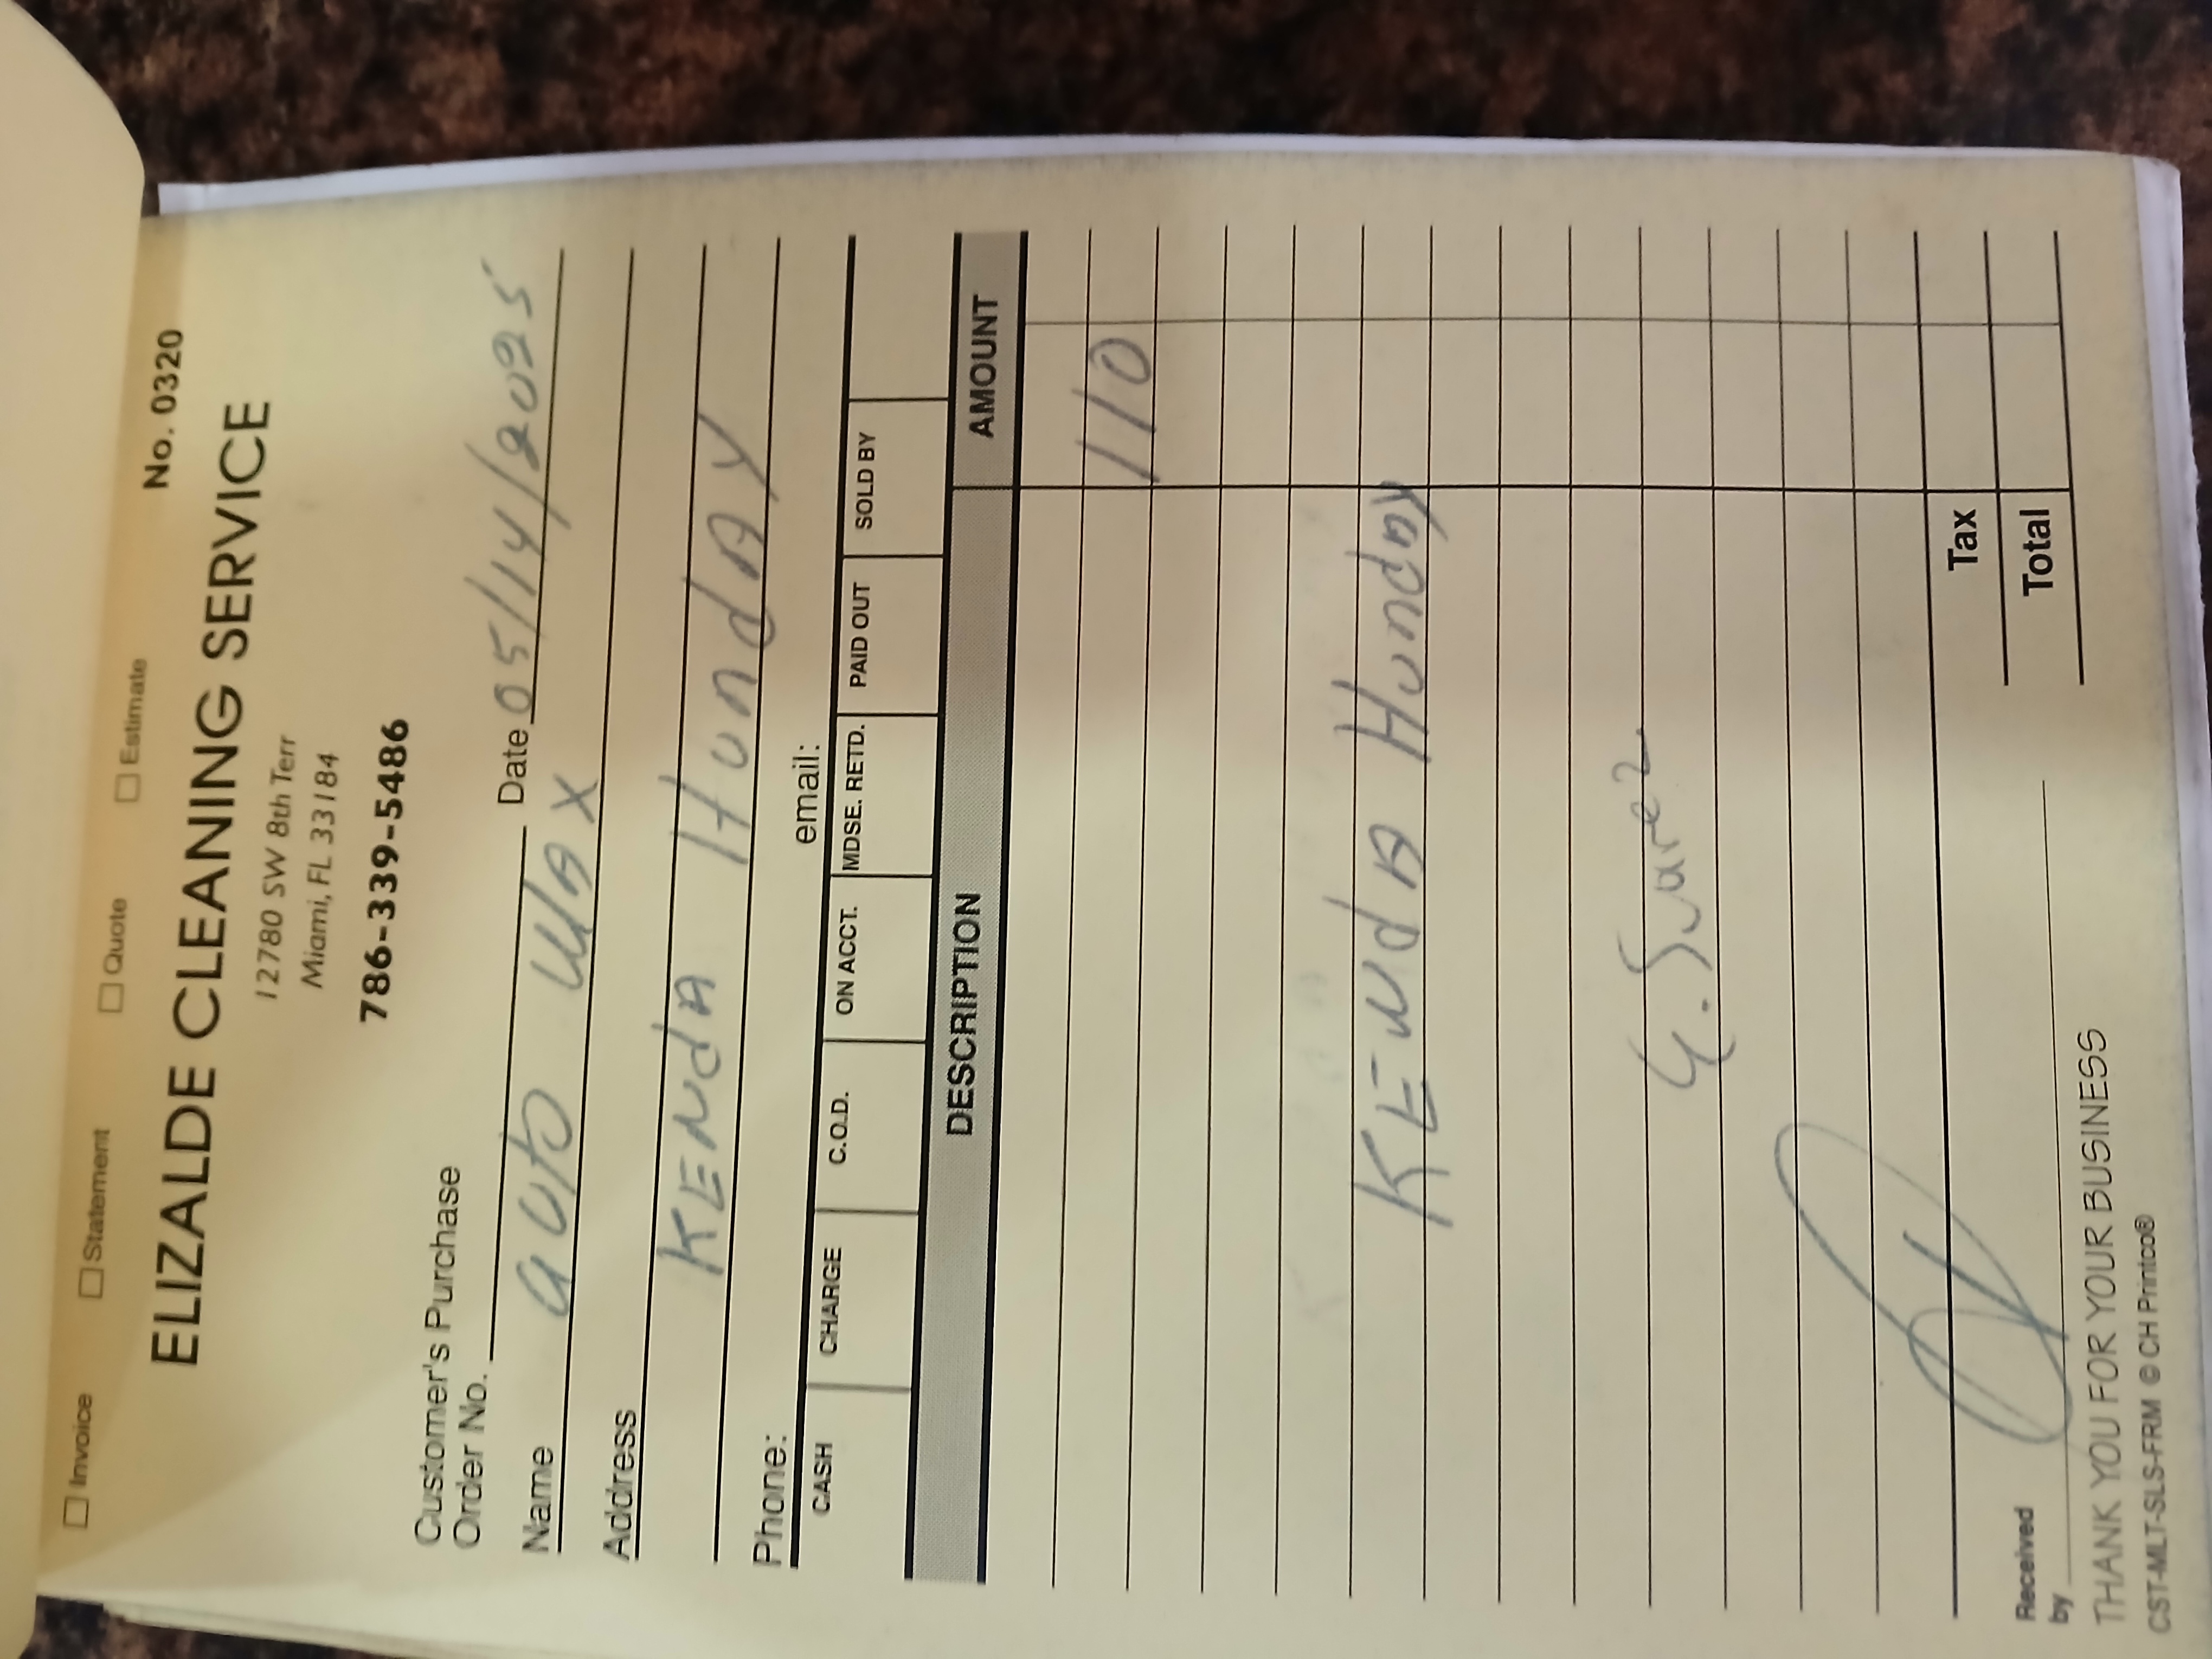 Invoice Statement Quote Estimate
No. 0320
ELIZALDE CLEANING SERVICE
12780 SW 8th Terr
Miami, FL 33184
786-339-5486
Customer's Purchase
Order No. Date 05/14/2025
Name auto wax
Address
KENdA HundAY
Phone: email:
CASH CHARGE C.O.D. ON ACCT. MDSE. RETD. PAID OUT SOLD BY
DESCRIPTION AMOUNT
110
KENdA Hunday
Tax
Total
Received
by
THANK YOU FOR YOUR BUSINESS
CST-MLT-SLS-FRM © CH Printco®